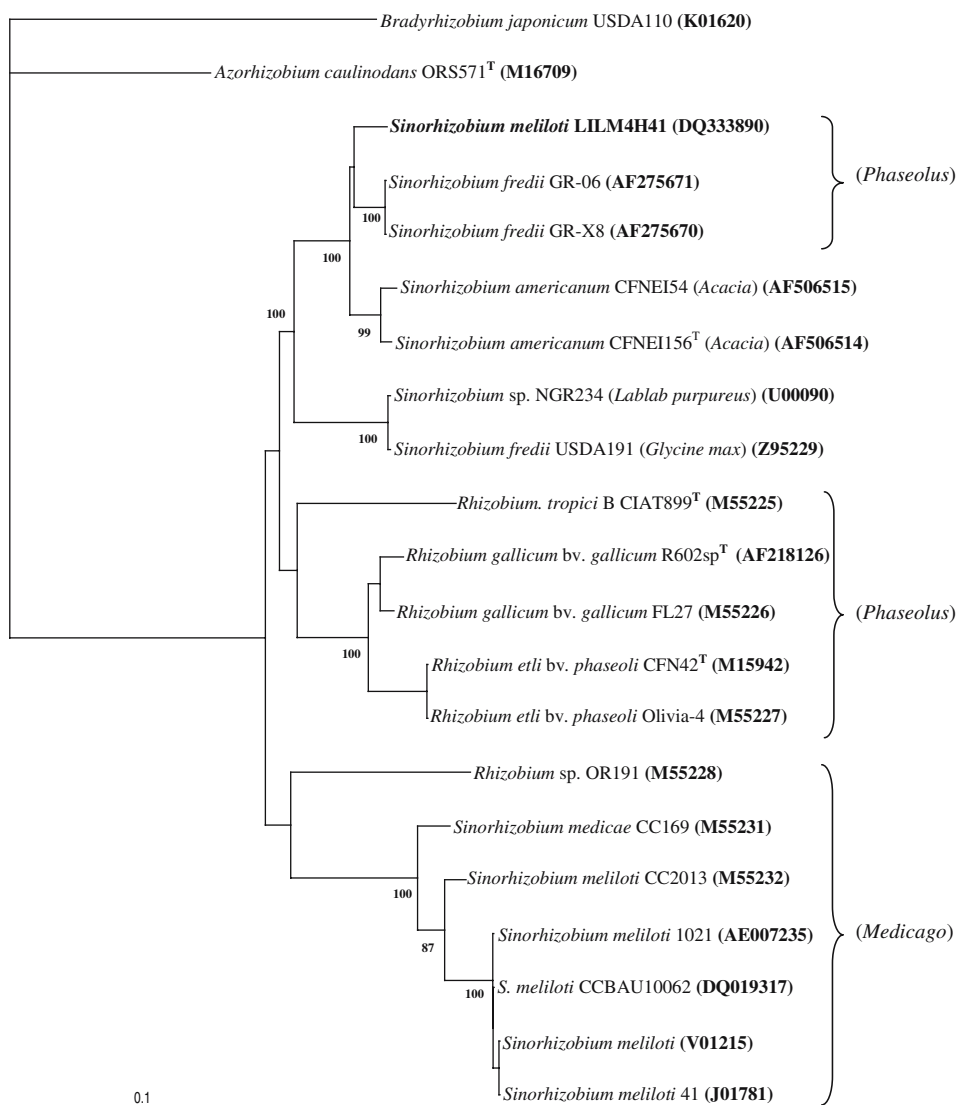 Bradyrhizobium japonicum USDA110 (K01620)
Azorhizobium caulinodans ORS571T (M16709)
Sinorhizobium meliloti LILM4H41 (DQ333890)
Sinorhizobium fredii GR-06 (AF275671)
(Phaseolus)
100
Sinorhizobium fredii GR-X8 (AF275670)
100
Sinorhizobium americanum CFNEI54 (Acacia) (AF506515)
100
99
Sinorhizobium americanum CFNEI156T (Acacia) (AF506514)
Sinorhizobium sp. NGR234 (Lablab purpureus) (U00090)
100
Sinorhizobium fredii USDA191 (Glycine max) (Z95229)
Rhizobium. tropici B CIAT899T (M55225)
Rhizobium gallicum bv. gallicum R602spT (AF218126)
Rhizobium gallicum bv. gallicum FL27 (M55226)
(Phaseolus)
100
Rhizobium etli bv. phaseoli CFN42T (M15942)
Rhizobium etli bv. phaseoli Olivia-4 (M55227)
Rhizobium sp. OR191 (M55228)
Sinorhizobium medicae CC169 (M55231)
100
Sinorhizobium meliloti CC2013 (M55232)
87
Sinorhizobium meliloti 1021 (AE007235)
(Medicago)
100
S. meliloti CCBAU10062 (DQ019317)
Sinorhizobium meliloti (V01215)
Sinorhizobium meliloti 41 (J01781)
0.1